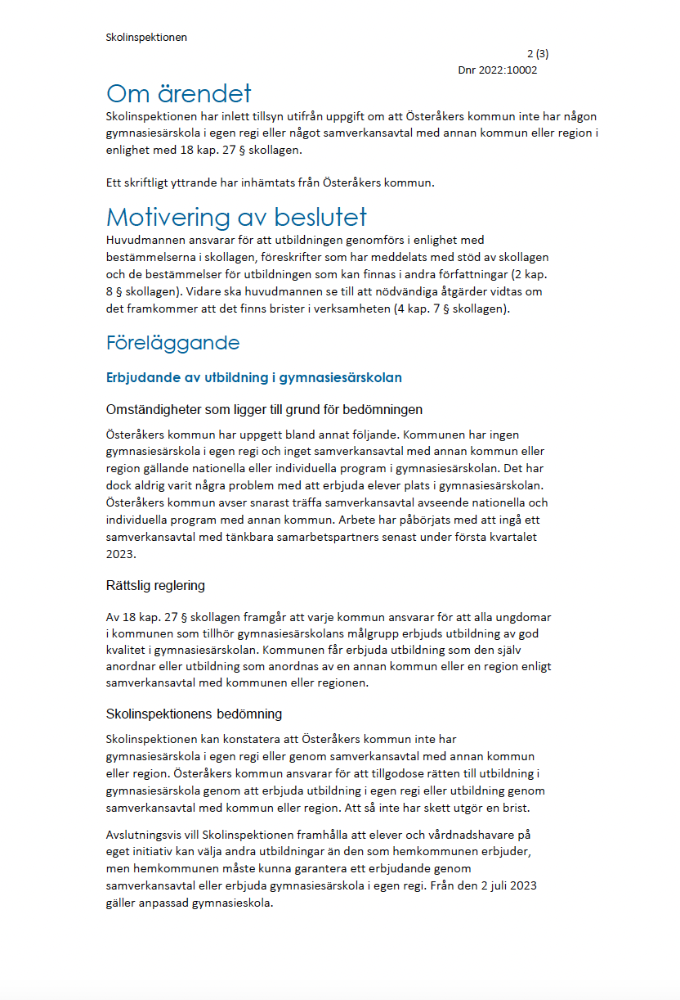 Skolinspektionen
2 (3)
Dnr 2022:10002
Om ärendet
Skolinspektionen har inlett tillsyn utifrån uppgift om att Österåkers kommun inte har någon
gymnasiesärskola i egen regi eller något samverkansavtal med annan kommun eller region i
enlighet med 18 kap. 27 § skollagen.
Ett skriftligt yttrande har inhämtats från Österåkers kommun.
Motivering av beslutet
Huvudmannen ansvarar för att utbildningen genomförs i enlighet med
bestämmelserna i skollagen, föreskrifter som har meddelats med stöd av skollagen
och de bestämmelser för utbildningen som kan finnas i andra författningar (2 kap.
8 § skollagen). Vidare ska huvudmannen se till att nödvändiga åtgärder vidtas om
det framkommer att det finns brister i verksamheten (4 kap. 7 § skollagen).
Föreläggande
Erbjudande av utbildning i gymnasiesärskolan
Omständigheter som ligger till grund för bedömningen
Österåkers kommun har uppgett bland annat följande. Kommunen har ingen
gymnasiesärskola i egen regi och inget samverkansavtal med annan kommun eller
region gällande nationella eller individuella program i gymnasiesärskolan. Det har
dock aldrig varit några problem med att erbjuda elever plats i gymnasiesärskolan.
Österåkers kommun avser snarast träffa samverkansavtal avseende nationella och
individuella program med annan kommun. Arbete har påbörjats med att ingå ett
samverkansavtal med tänkbara samarbetspartners senast under första kvartalet
2023.
Rättslig reglering
Av 18 kap. 27 § skollagen framgår att varje kommun ansvarar för att alla ungdomar
i kommunen som tillhör gymnasiesärskolans målgrupp erbjuds utbildning av god
kvalitet i gymnasiesärskolan. Kommunen får erbjuda utbildning som den själv
anordnar eller utbildning som anordnas av en annan kommun eller en region enligt
samverkansavtal med kommunen eller regionen.
Skolinspektionens bedömning
Skolinspektionen kan konstatera att Österåkers kommun inte har
gymnasiesärskola i egen regi eller genom samverkansavtal med annan kommun
eller region. Österåkers kommun ansvarar för att tillgodose rätten till utbildning i
gymnasiesärskola genom att erbjuda utbildning i egen regi eller utbildning genom
samverkansavtal med kommun eller region. Att så inte har skett utgör en brist.
Avslutningsvis vill Skolinspektionen framhålla att elever och vårdnadshavare på
eget initiativ kan välja andra utbildningar än den som hemkommunen erbjuder,
men hemkommunen måste kunna garantera ett erbjudande genom
samverkansavtal eller erbjuda gymnasiesärskola i egen regi. Från den 2 juli 2023
gäller anpassad gymnasieskola.